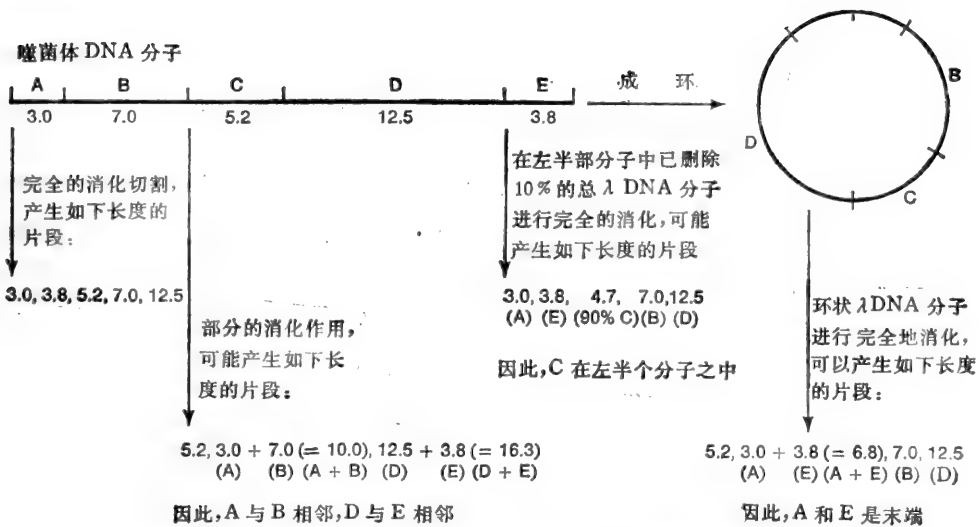 噬菌体 DNA 分子
A B C D E
3.0 7.0 5.2 12.5 3.8
成 环
B
D
C
完全的消化切割,
产生如下长度的
片段:
3.0, 3.8, 5.2, 7.0, 12.5
部分的消化作用,
可能产生如下长
度的片段:
5.2, 3.0 + 7.0 (= 10.0), 12.5 + 3.8 (= 16.3)
(A) (B) (A + B) (D) (E) (D + E)
因此,A 与 B 相邻,D 与 E 相邻
在左半部分子中已删除
10%的总 λ DNA 分子
进行完全的消化,可能
产生如下长度的片段
3.0, 3.8, 4.7, 7.0, 12.5
(A) (E) (90% C) (B) (D)
因此,C 在左半个分子之中
环状 λDNA 分子
进行完全地消化,
可以产生如下长度
的片段:
5.2, 3.0 + 3.8 (= 6.8), 7.0, 12.5
(A) (E) (A + E) (B) (D)
因此,A 和 E 是末端